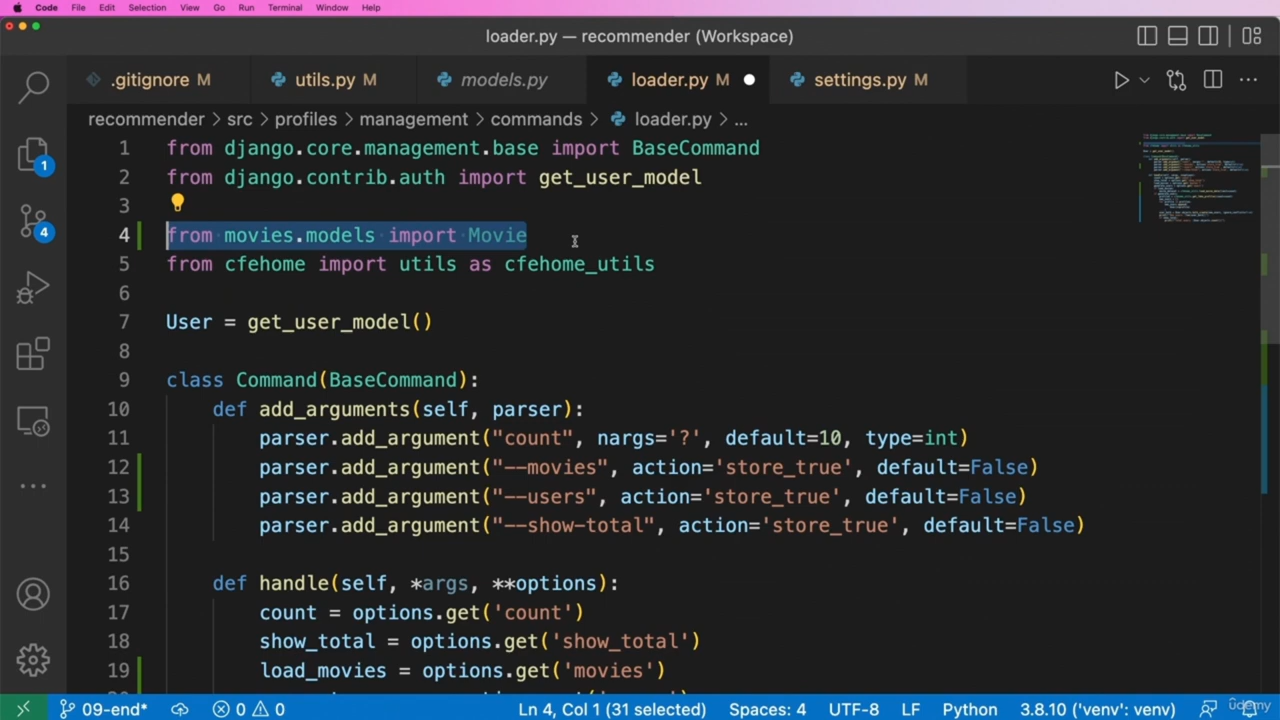 Code File Edit Selection View Go Run Terminal Window Help
loader.py — recommender (Workspace)
.gitignore M utils.py M models.py loader.py M settings.py M
recommender > src > profiles > management > commands > loader.py > ...
1 from django.core.management.base import BaseCommand
2 from django.contrib.auth import get_user_model
3
4 from movies.models import Movie
5 from cfehome import utils as cfehome_utils
6
7 User = get_user_model()
8
9 class Command(BaseCommand):
10 def add_arguments(self, parser):
11 parser.add_argument("count", nargs='?', default=10, type=int)
12 parser.add_argument("--movies", action='store_true', default=False)
13 parser.add_argument("--users", action='store_true', default=False)
14 parser.add_argument("--show-total", action='store_true', default=False)
15
16 def handle(self, *args, **options):
17 count = options.get('count')
18 show_total = options.get('show_total')
19 load_movies = options.get('movies')
1
4
09-end* 0 0 Ln 4, Col 1 (31 selected) Spaces: 4 UTF-8 LF Python 3.8.10 ('venv': venv)
udemy